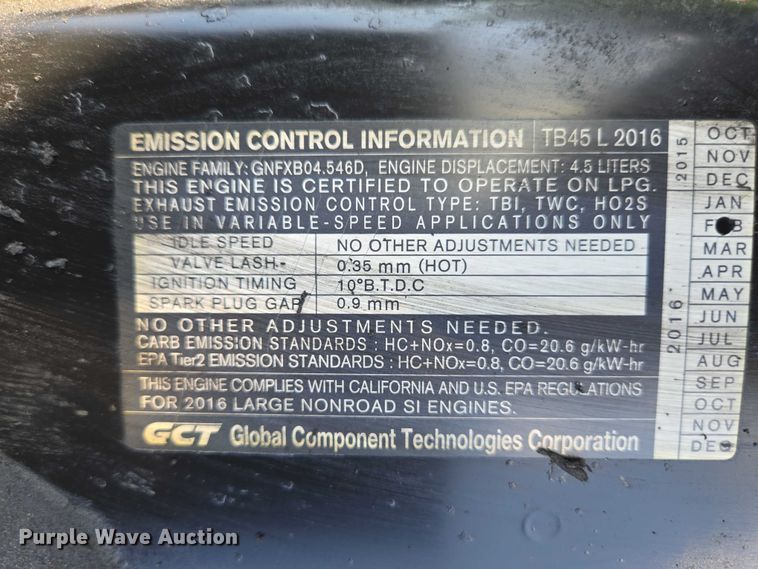 EMISSION CONTROL INFORMATION TB45 L 2016
ENGINE FAMILY: GNFXB04.546D, ENGINE DISPLACEMENT: 4.5 LITERS
THIS ENGINE IS CERTIFIED TO OPERATE ON LPG.
EXHAUST EMISSION CONTROL TYPE: TBI, TWC, HO2S
USE IN VARIABLE-SPEED APPLICATIONS ONLY
IDLE SPEED NO OTHER ADJUSTMENTS NEEDED
VALVE LASH 0.35 mm (HOT)
IGNITION TIMING 10°B.T.D.C
SPARK PLUG GAP 0.9 mm
NO OTHER ADJUSTMENTS NEEDED.
CARB EMISSION STANDARDS : HC+NOx=0.8, CO=20.6 g/kW-hr
EPA Tier2 EMISSION STANDARDS : HC+NOx=0.8, CO=20.6 g/kW-hr
THIS ENGINE COMPLIES WITH CALIFORNIA AND U.S. EPA REGULATIONS
FOR 2016 LARGE NONROAD SI ENGINES.
GCT Global Component Technologies Corporation
2015
OCT
NOV
DEC
2016
JAN
FEB
MAR
APR
MAY
JUN
JUL
AUG
SEP
OCT
NOV
DEC
Purple Wave Auction